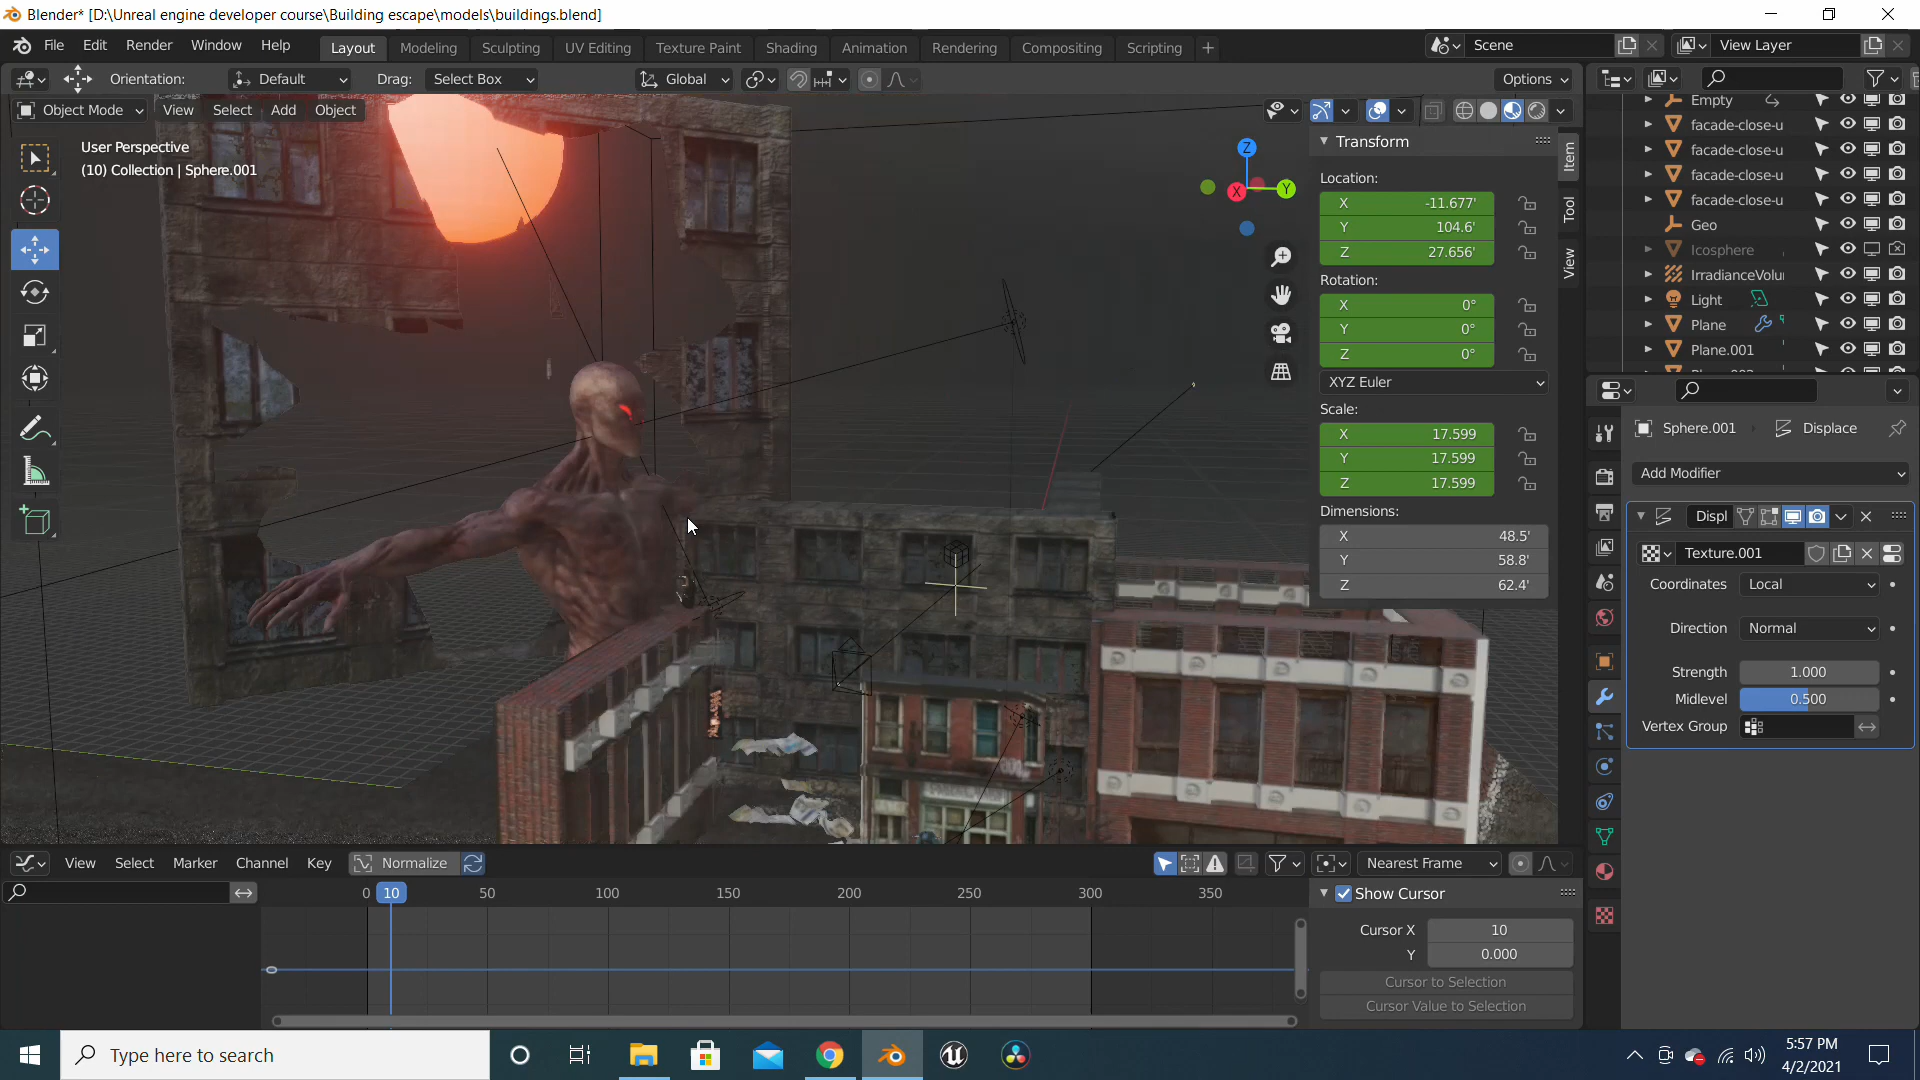 Blender* [D:\Unreal engine developer course\Building escape\models\buildings.blend]
File Edit Render Window Help
Layout Modeling Sculpting UV Editing Texture Paint Shading Animation Rendering Compositing Scripting +
Scene
View Layer
Orientation: Default Drag: Select Box
Global
Options
Object Mode View Select Add Object
User Perspective
(10) Collection | Sphere.001
Z
Y
X
Transform
Location:
X -11.677'
Y 104.6'
Z 27.656'
Rotation:
X 0°
Y 0°
Z 0°
XYZ Euler
Scale:
X 17.599
Y 17.599
Z 17.599
Dimensions:
X 48.5'
Y 58.8'
Z 62.4'
Item
Tool
View
Empty
facade-close-u
facade-close-u
facade-close-u
facade-close-u
Geo
Icosphere
IrradianceVolu
Light
Plane
Plane.001
Sphere.001 Displace
Add Modifier
Displ
Texture.001
Coordinates Local
Direction Normal
Strength 1.000
Midlevel 0.500
Vertex Group
View Select Marker Channel Key Normalize
Nearest Frame
0 10 50 100 150 200 250 300 350
Show Cursor
Cursor X 10
Y 0.000
Cursor to Selection
Cursor Value to Selection
Type here to search
5:57 PM
4/2/2021